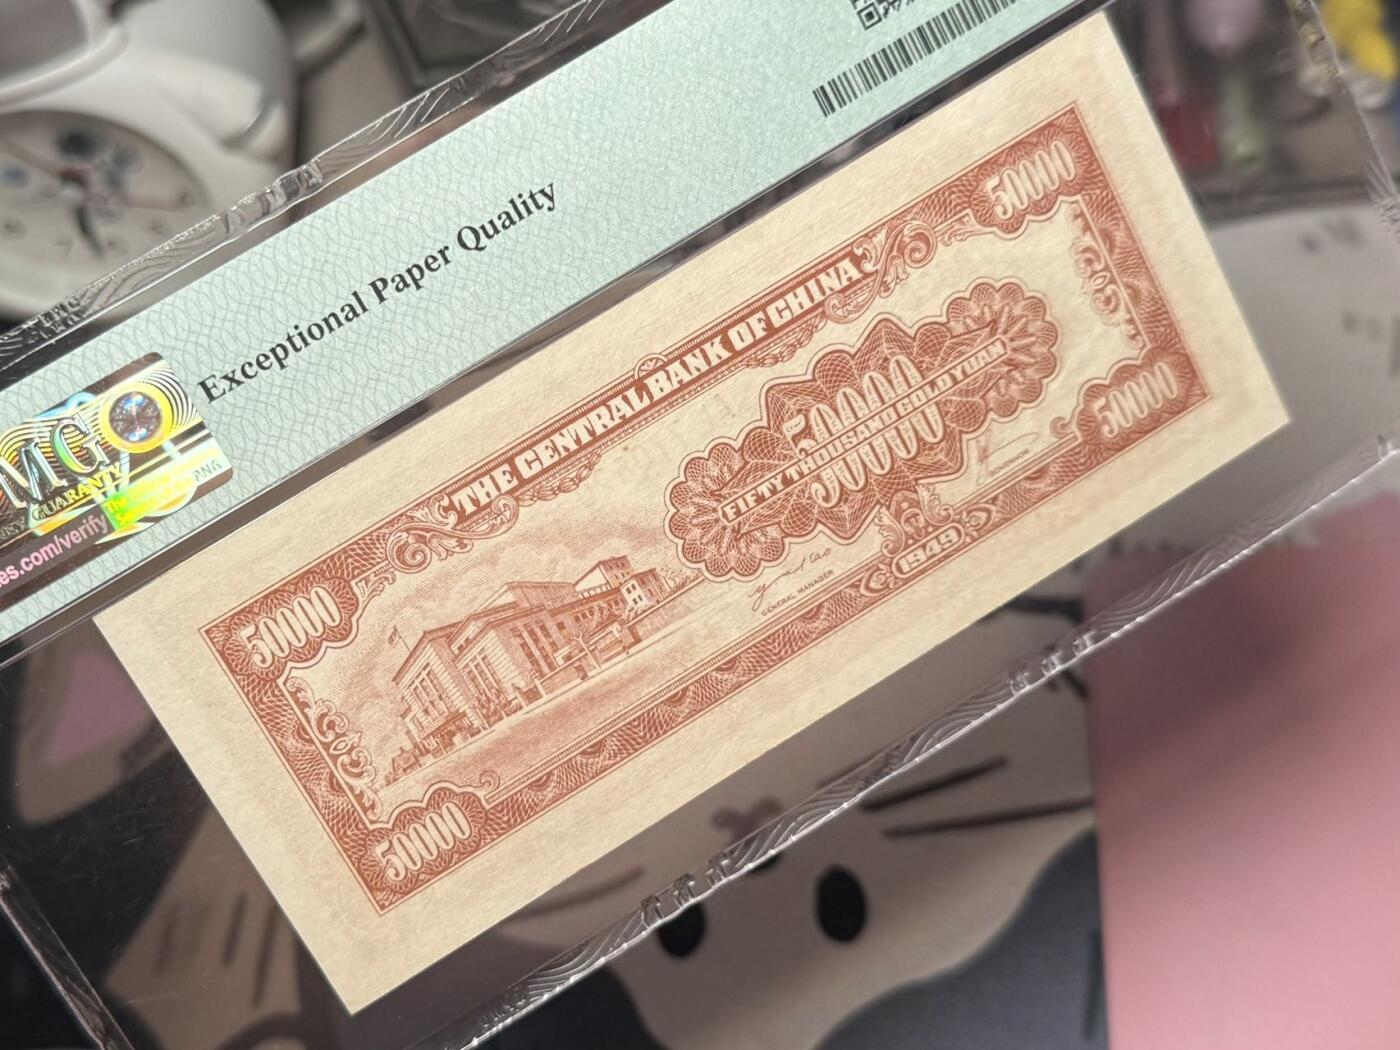 Exceptional Paper Quality
PMG
GUARANTY
es.com/verify
50000
50000
THE CENTRAL BANK OF CHINA
50000
FIFTY THOUSAND GOLD YUAN
GENERAL MANAGER
1949
50000
50000